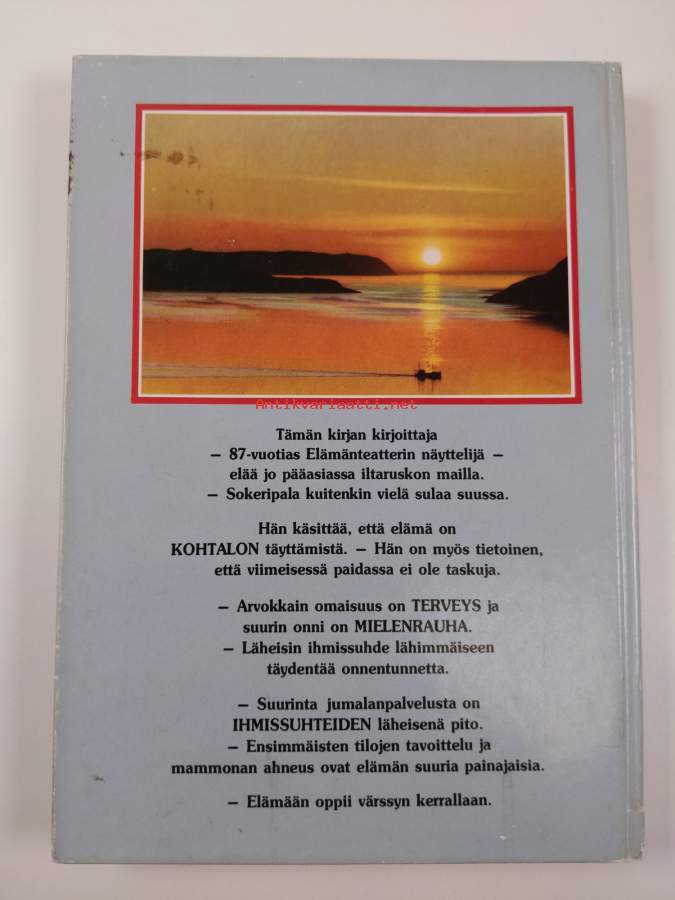 Antikvariaatti.net
Tämän kirjan kirjoittaja
– 87-vuotias Elämänteatterin näyttelijä –
elää jo pääasiassa iltaruskon mailla.
– Sokeripala kuitenkin vielä sulaa suussa.
Hän käsittää, että elämä on
KOHTALON täyttämistä. – Hän on myös tietoinen,
että viimeisessä paidassa ei ole taskuja.
– Arvokkain omaisuus on TERVEYS ja
suurin onni on MIELENRAUHA.
– Läheisin ihmissuhde lähimmäiseen
täydentää onnentunnetta.
– Suurinta jumalanpalvelusta on
IHMISSUHTEIDEN läheisenä pito.
– Ensimmäisten tilojen tavoittelu ja
mammonan ahneus ovat elämän suuria painajaisia.
– Elämään oppii värssyn kerrallaan.